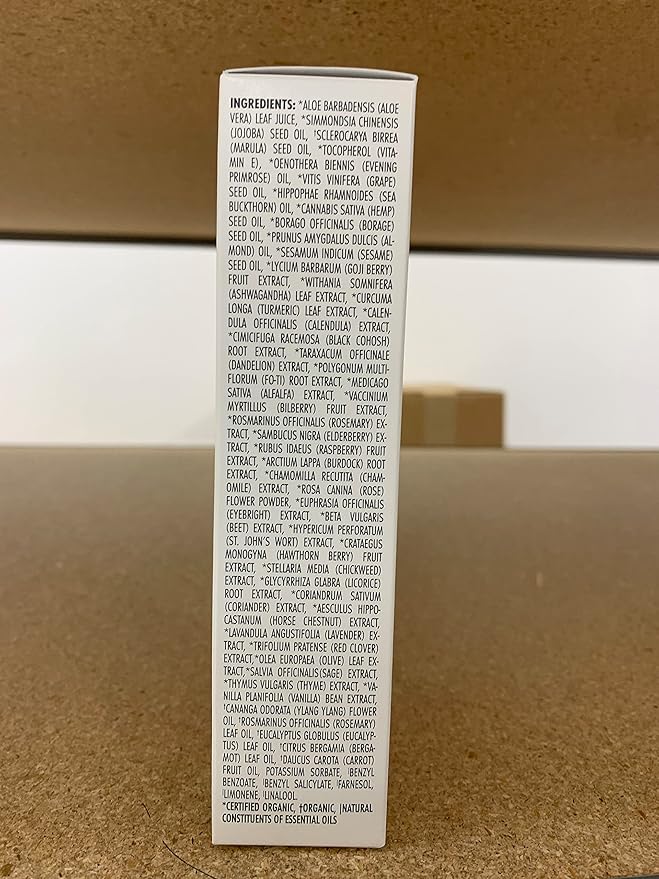 INGREDIENTS: *ALOE BARBADENSIS (ALOE
VERA) LEAF JUICE, *SIMMONDSIA CHINENSIS
(JOJOBA) SEED OIL, †SCLEROCARYA BIRREA
(MARULA) SEED OIL, *TOCOPHEROL (VITA-
MIN E), *OENOTHERA BIENNIS (EVENING
PRIMROSE) OIL, *VITIS VINIFERA (GRAPE)
SEED OIL, *HIPPOPHAE RHAMNOIDES (SEA
BUCKTHORN) OIL, *CANNABIS SATIVA (HEMP)
SEED OIL, *BORAGO OFFICINALIS (BORAGE)
SEED OIL, *PRUNUS AMYGDALUS DULCIS (AL-
MOND) OIL, *SESAMUM INDICUM (SESAME)
SEED OIL, *LYCIUM BARBARUM (GOJI BERRY)
FRUIT EXTRACT, *WITHANIA SOMNIFERA
(ASHWAGANDHA) LEAF EXTRACT, *CURCUMA
LONGA (TURMERIC) LEAF EXTRACT, *CALEN-
DULA OFFICINALIS (CALENDULA) EXTRACT,
*CIMICIFUGA RACEMOSA (BLACK COHOSH)
ROOT EXTRACT, *TARAXACUM OFFICINALE
(DANDELION) EXTRACT, *POLYGONUM MULTI-
FLORUM (FO-TI) ROOT EXTRACT, *MEDICAGO
SATIVA (ALFALFA) EXTRACT, *VACCINIUM
MYRTILLUS (BILBERRY) FRUIT EXTRACT,
*ROSMARINUS OFFICINALIS (ROSEMARY) EX-
TRACT, *SAMBUCUS NIGRA (ELDERBERRY) EX-
TRACT, *RUBUS IDAEUS (RASPBERRY) FRUIT
EXTRACT, *ARCTIUM LAPPA (BURDOCK) ROOT
EXTRACT, *CHAMOMILLA RECUTITA (CHAM-
OMILE) EXTRACT, *ROSA CANINA (ROSE)
FLOWER POWDER, *EUPHRASIA OFFICINALIS
(EYEBRIGHT) EXTRACT, *BETA VULGARIS
(BEET) EXTRACT, *HYPERICUM PERFORATUM
(ST. JOHN'S WORT) EXTRACT, *CRATAEGUS
MONOGYNA (HAWTHORN BERRY) FRUIT
EXTRACT, *STELLARIA MEDIA (CHICKWEED)
EXTRACT, *GLYCYRRHIZA GLABRA (LICORICE)
ROOT EXTRACT, *CORIANDRUM SATIVUM
(CORIANDER) EXTRACT, *AESCULUS HIPPO-
CASTANUM (HORSE CHESTNUT) EXTRACT,
*LAVANDULA ANGUSTIFOLIA (LAVENDER) EX-
TRACT, *TRIFOLIUM PRATENSE (RED CLOVER)
EXTRACT,*OLEA EUROPAEA (OLIVE) LEAF EX-
TRACT,*SALVIA OFFICINALIS(SAGE) EXTRACT,
*THYMUS VULGARIS (THYME) EXTRACT, *VA-
NILLA PLANIFOLIA (VANILLA) BEAN EXTRACT,
†CANANGA ODORATA (YLANG YLANG) FLOWER
OIL, †ROSMARINUS OFFICINALIS (ROSEMARY)
LEAF OIL, †EUCALYPTUS GLOBULUS (EUCALYP-
TUS) LEAF OIL, †CITRUS BERGAMIA (BERGA-
MOT) LEAF OIL, †DAUCUS CAROTA (CARROT)
FRUIT OIL, POTASSIUM SORBATE, |BENZYL
BENZOATE, |BENZYL SALICYLATE, |FARNESOL,
|LIMONENE, |LINALOOL.
*CERTIFIED ORGANIC, †ORGANIC, |NATURAL
CONSTITUENTS OF ESSENTIAL OILS